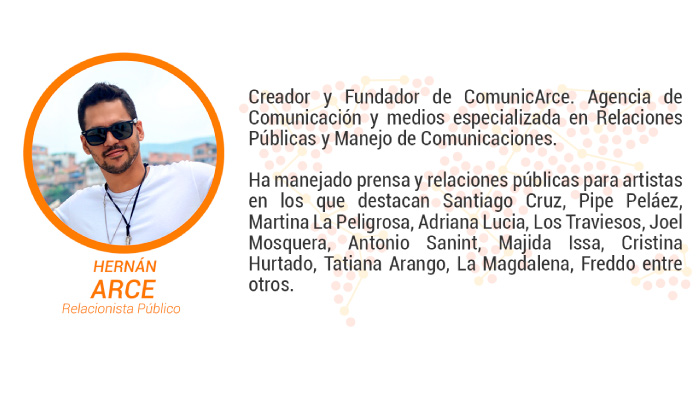 HERNÁN
ARCE
Relacionista Público
Creador y Fundador de ComunicArce. Agencia de
Comunicación y medios especializada en Relaciones
Públicas y Manejo de Comunicaciones.
Ha manejado prensa y relaciones públicas para artistas
en los que destacan Santiago Cruz, Pipe Peláez,
Martina La Peligrosa, Adriana Lucia, Los Traviesos, Joel
Mosquera, Antonio Sanint, Majida Issa, Cristina
Hurtado, Tatiana Arango, La Magdalena, Freddo entre
otros.